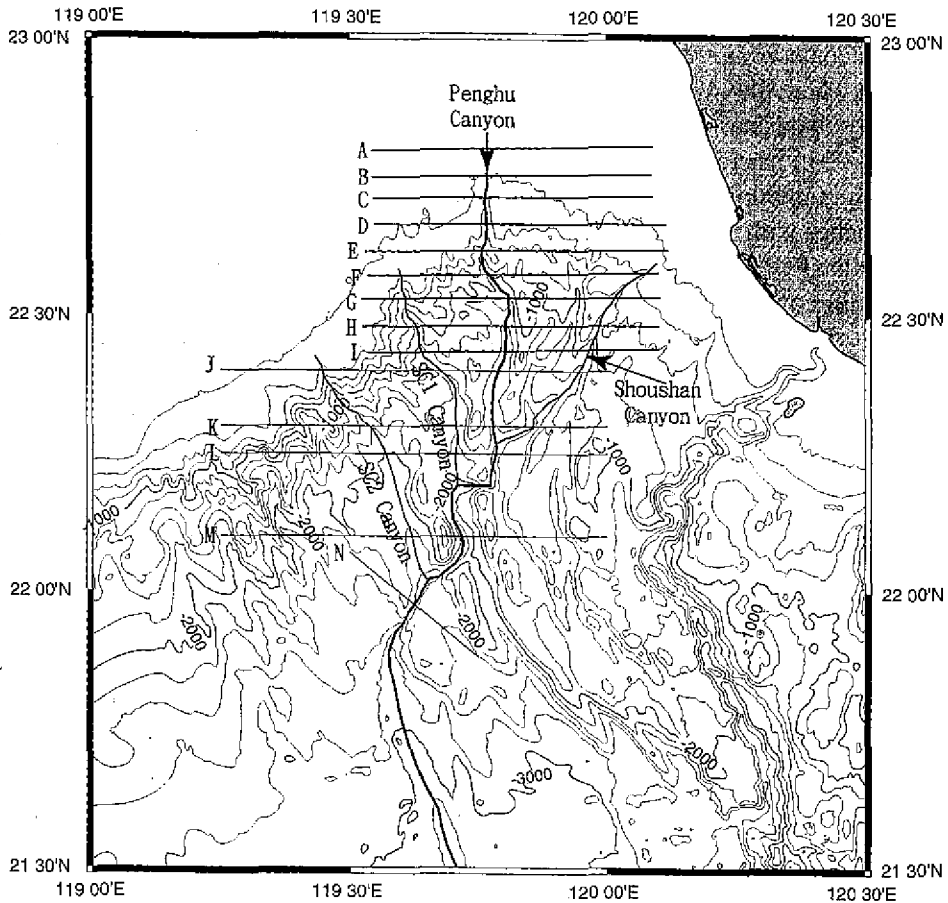 119 00'E 119 30'E 120 00'E 120 30'E
23 00'N 23 00'N
Penghu
Canyon
A
B
C
D
E
F
G
-1000
22 30'N 22 30'N
H
I
J
SC1 Canyon
Shoushan
Canyon
-1000
K
-1000
L
SC2 Canyon
-2000
-1000
-2000
M
N
22 00'N 22 00'N
-2000
-2000
-1000
-2000
-3000
21 30'N 21 30'N
119 00'E 119 30'E 120 00'E 120 30'E